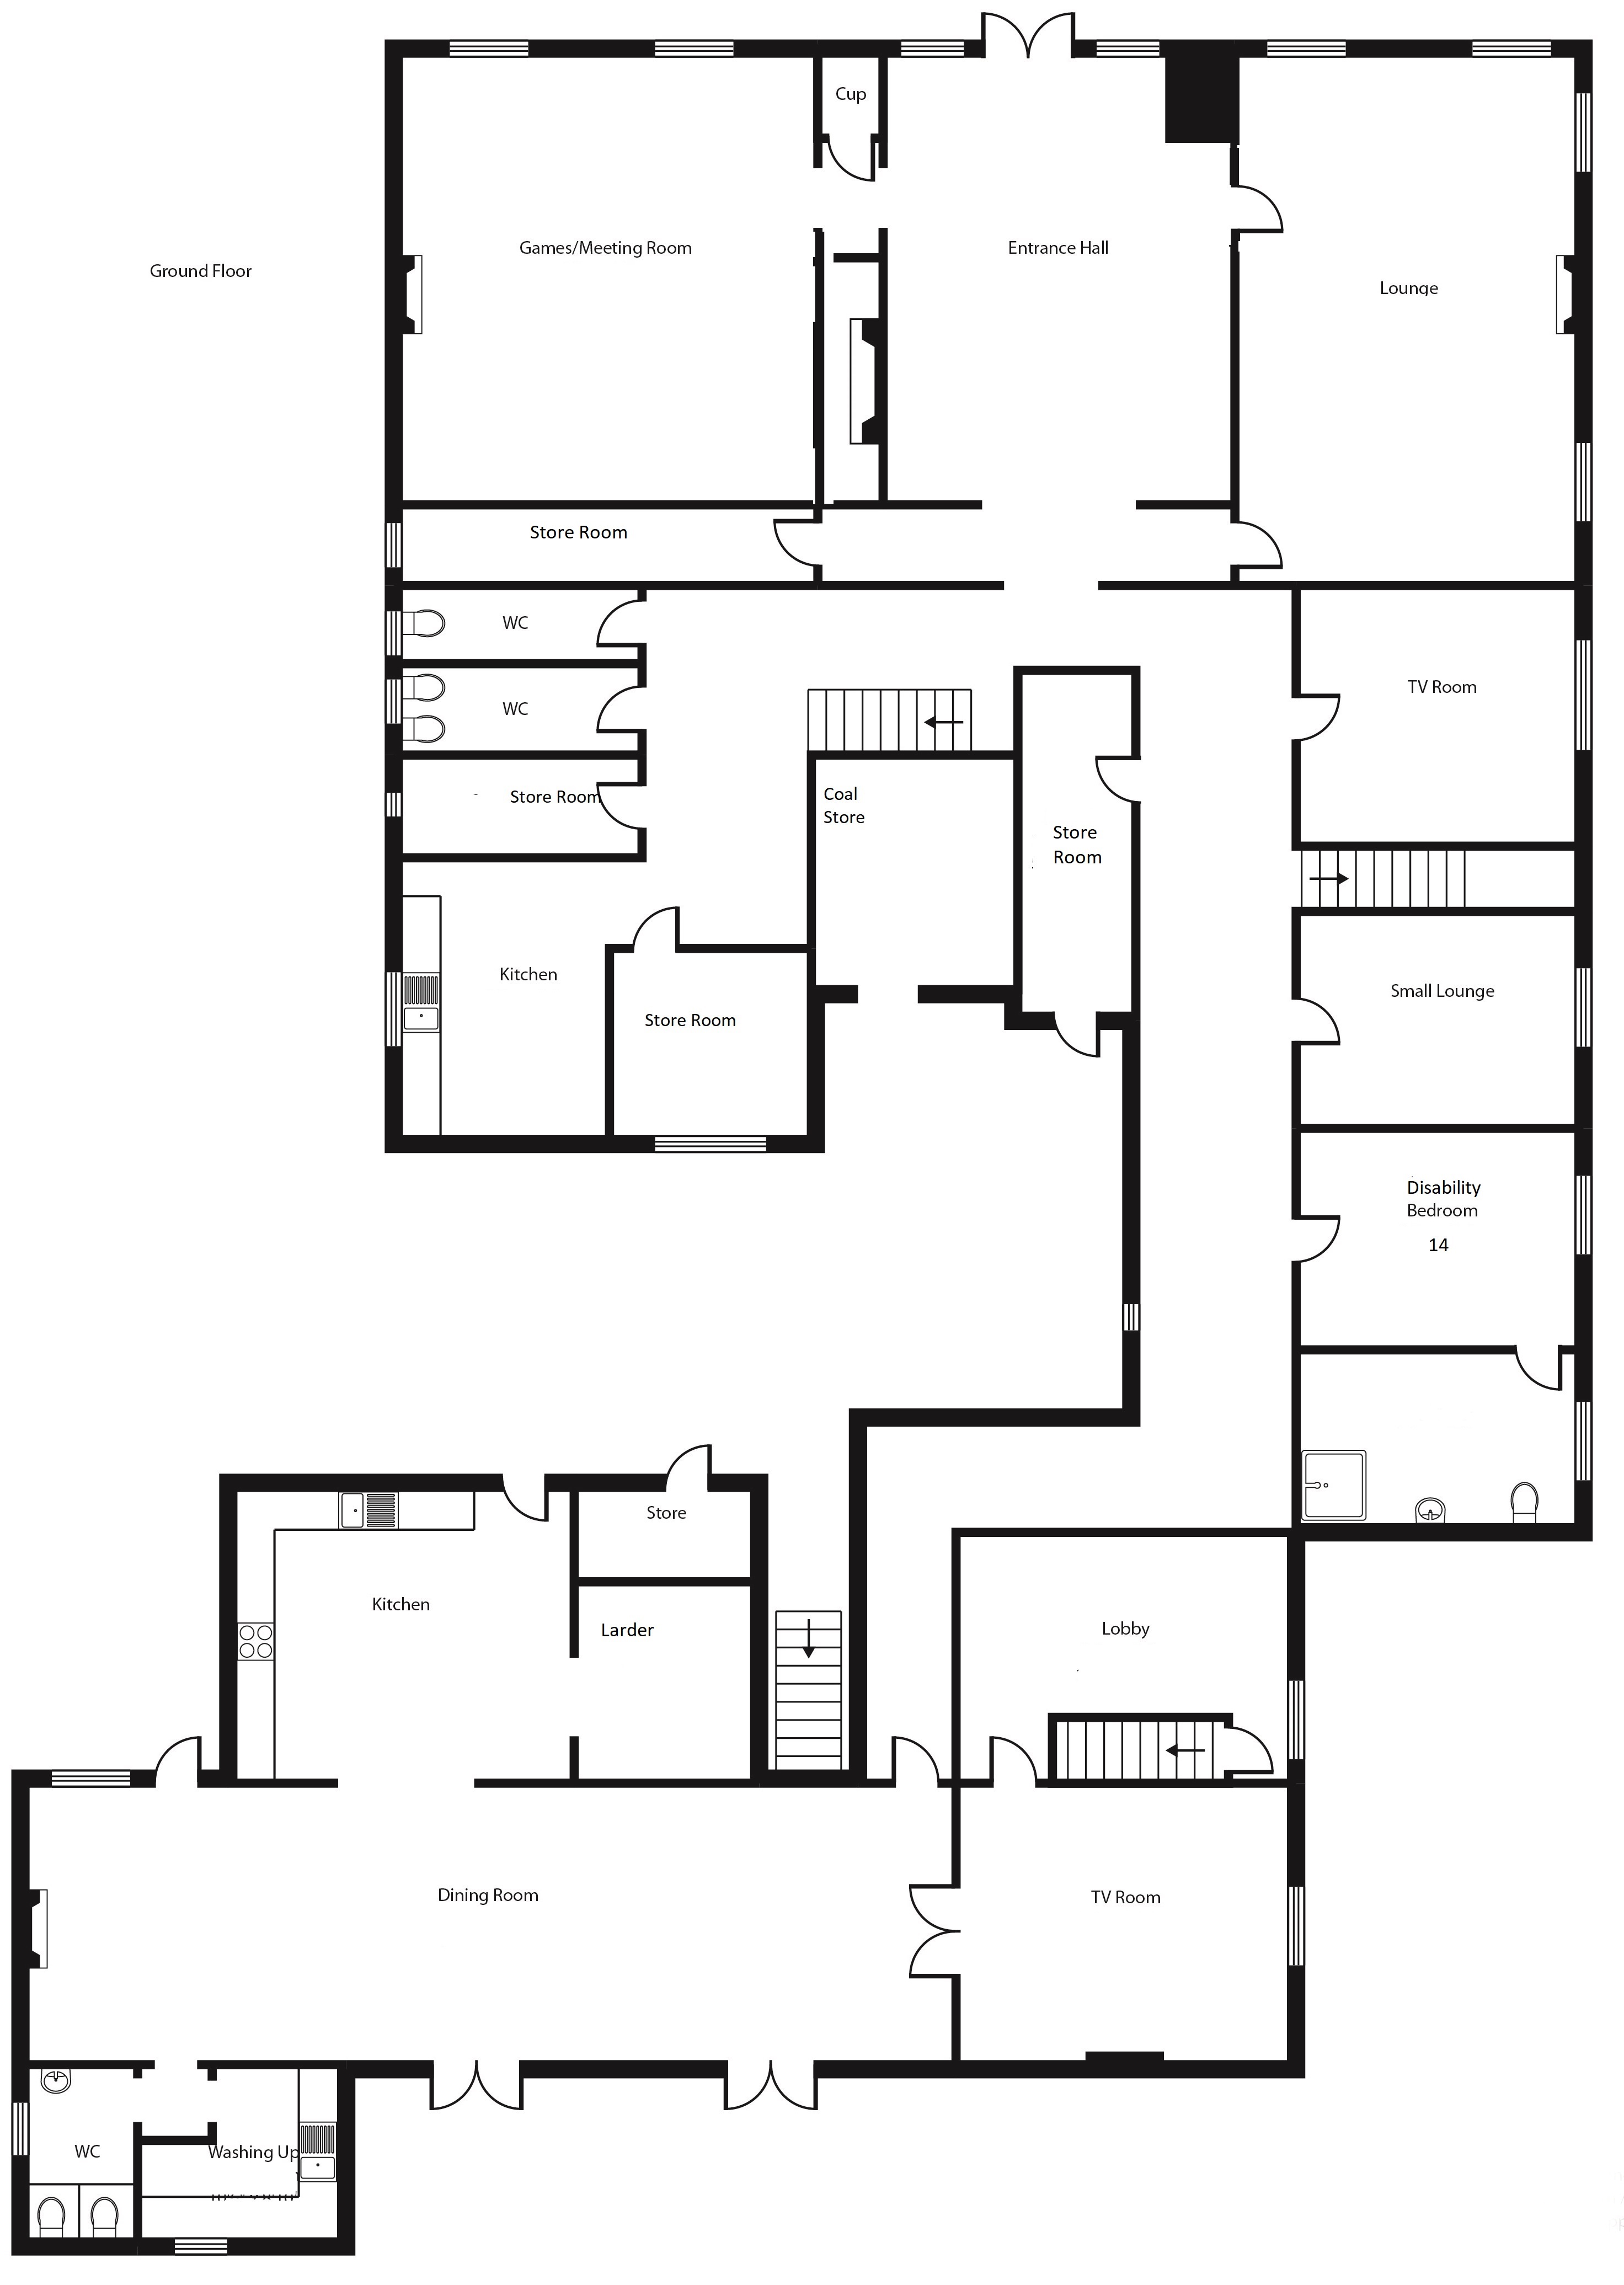 Cup
Games/Meeting Room
Entrance Hall
Ground Floor
Lounge
Store Room
WC
TV Room
WC
Coal
Store
Store Room
Store
Room
Kitchen
Small Lounge
Store Room
Disability
Bedroom
14
Store
Kitchen
Larder
Lobby
Dining Room
TV Room
WC
Washing Up